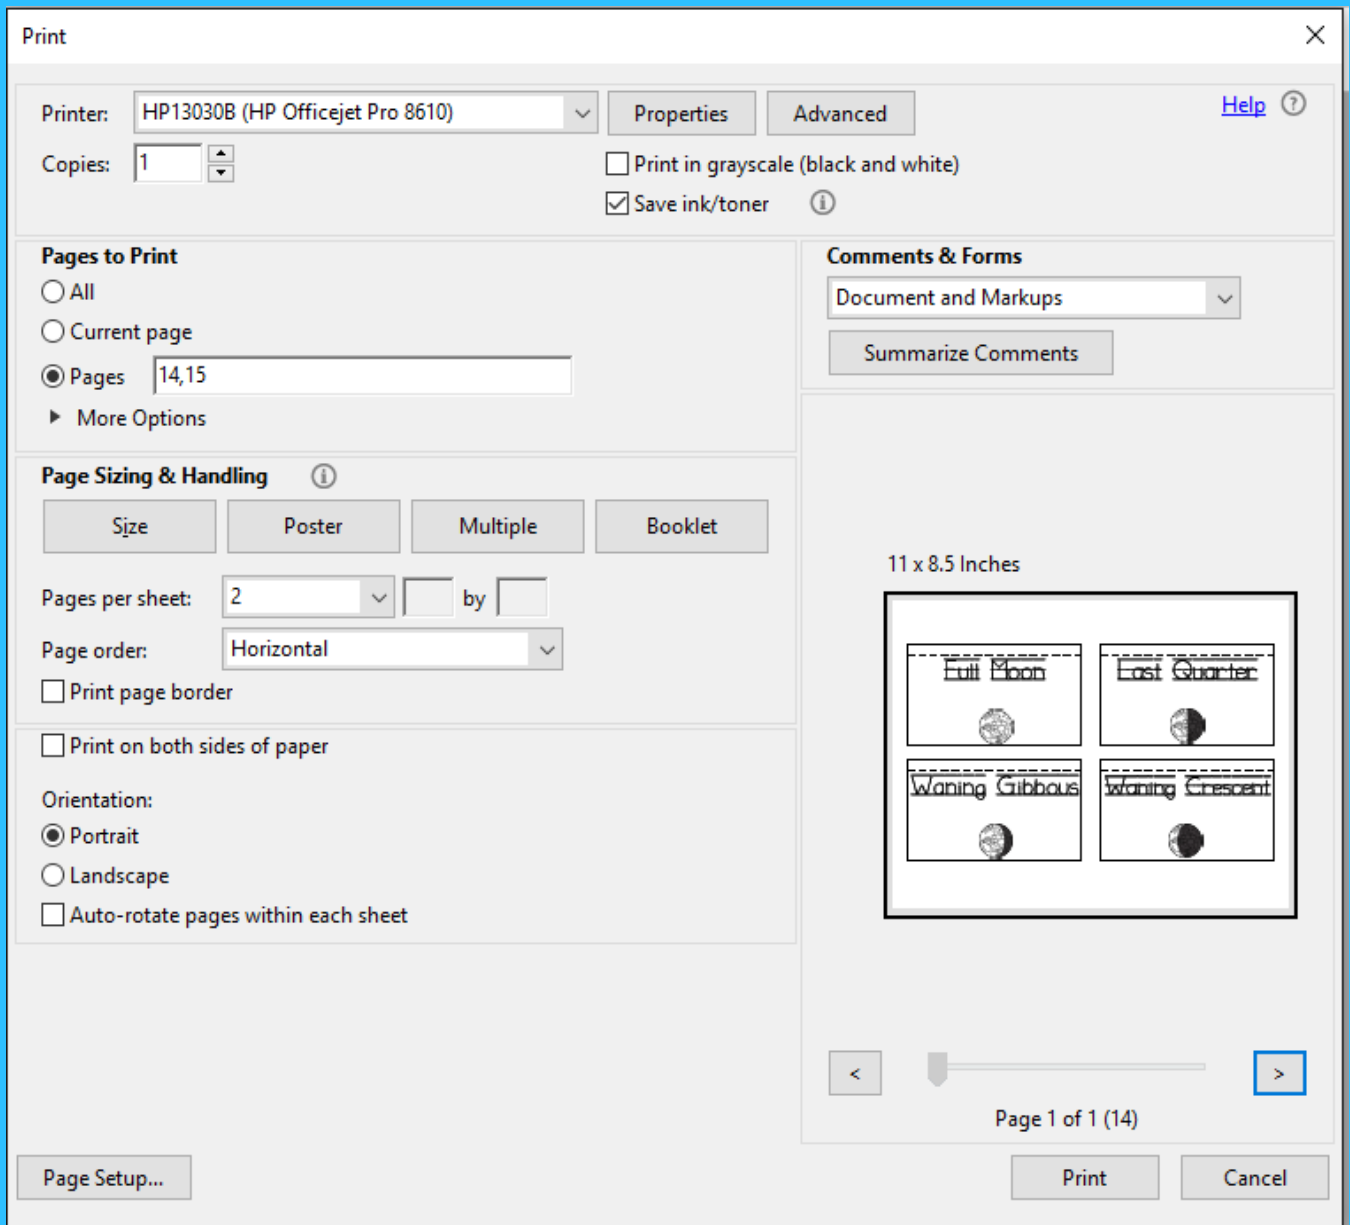 Print
Printer: HP13030B (HP Officejet Pro 8610) Properties Advanced Help ?
Copies: 1
Print in grayscale (black and white)
Save ink/toner
Pages to Print
All
Current page
Pages 14,15
More Options
Comments & Forms
Document and Markups
Summarize Comments
Page Sizing & Handling
Size Poster Multiple Booklet
Pages per sheet: 2 by
Page order: Horizontal
Print page border
Print on both sides of paper
Orientation:
Portrait
Landscape
Auto-rotate pages within each sheet
11 x 8.5 Inches
Full Moon Last Quarter
Waning Gibbous Waning Crescent
< >
Page 1 of 1 (14)
Page Setup... Print Cancel